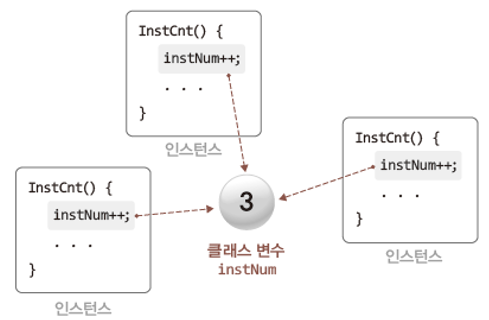 InstCnt() {
instNum++;
. . .
}
인스턴스
InstCnt() {
instNum++;
. . .
}
인스턴스
InstCnt() {
instNum++;
. . .
}
인스턴스
3
클래스 변수
instNum